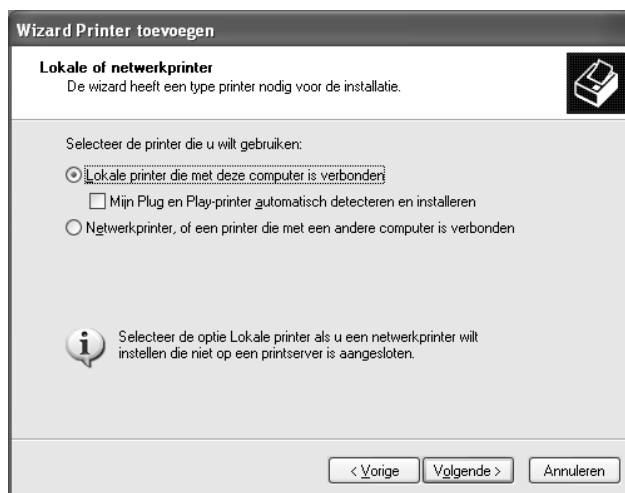 Wizard Printer toevoegen
Lokale of netwerkprinter
De wizard heeft een type printer nodig voor de installatie.
Selecteer de printer die u wilt gebruiken:
Lokale printer die met deze computer is verbonden
Mijn Plug en Play-printer automatisch detecteren en installeren
Netwerkprinter, of een printer die met een andere computer is verbonden
Selecteer de optie Lokale printer als u een netwerkprinter wilt
instellen die niet op een printserver is aangesloten.
< Vorige
Volgende >
Annuleren